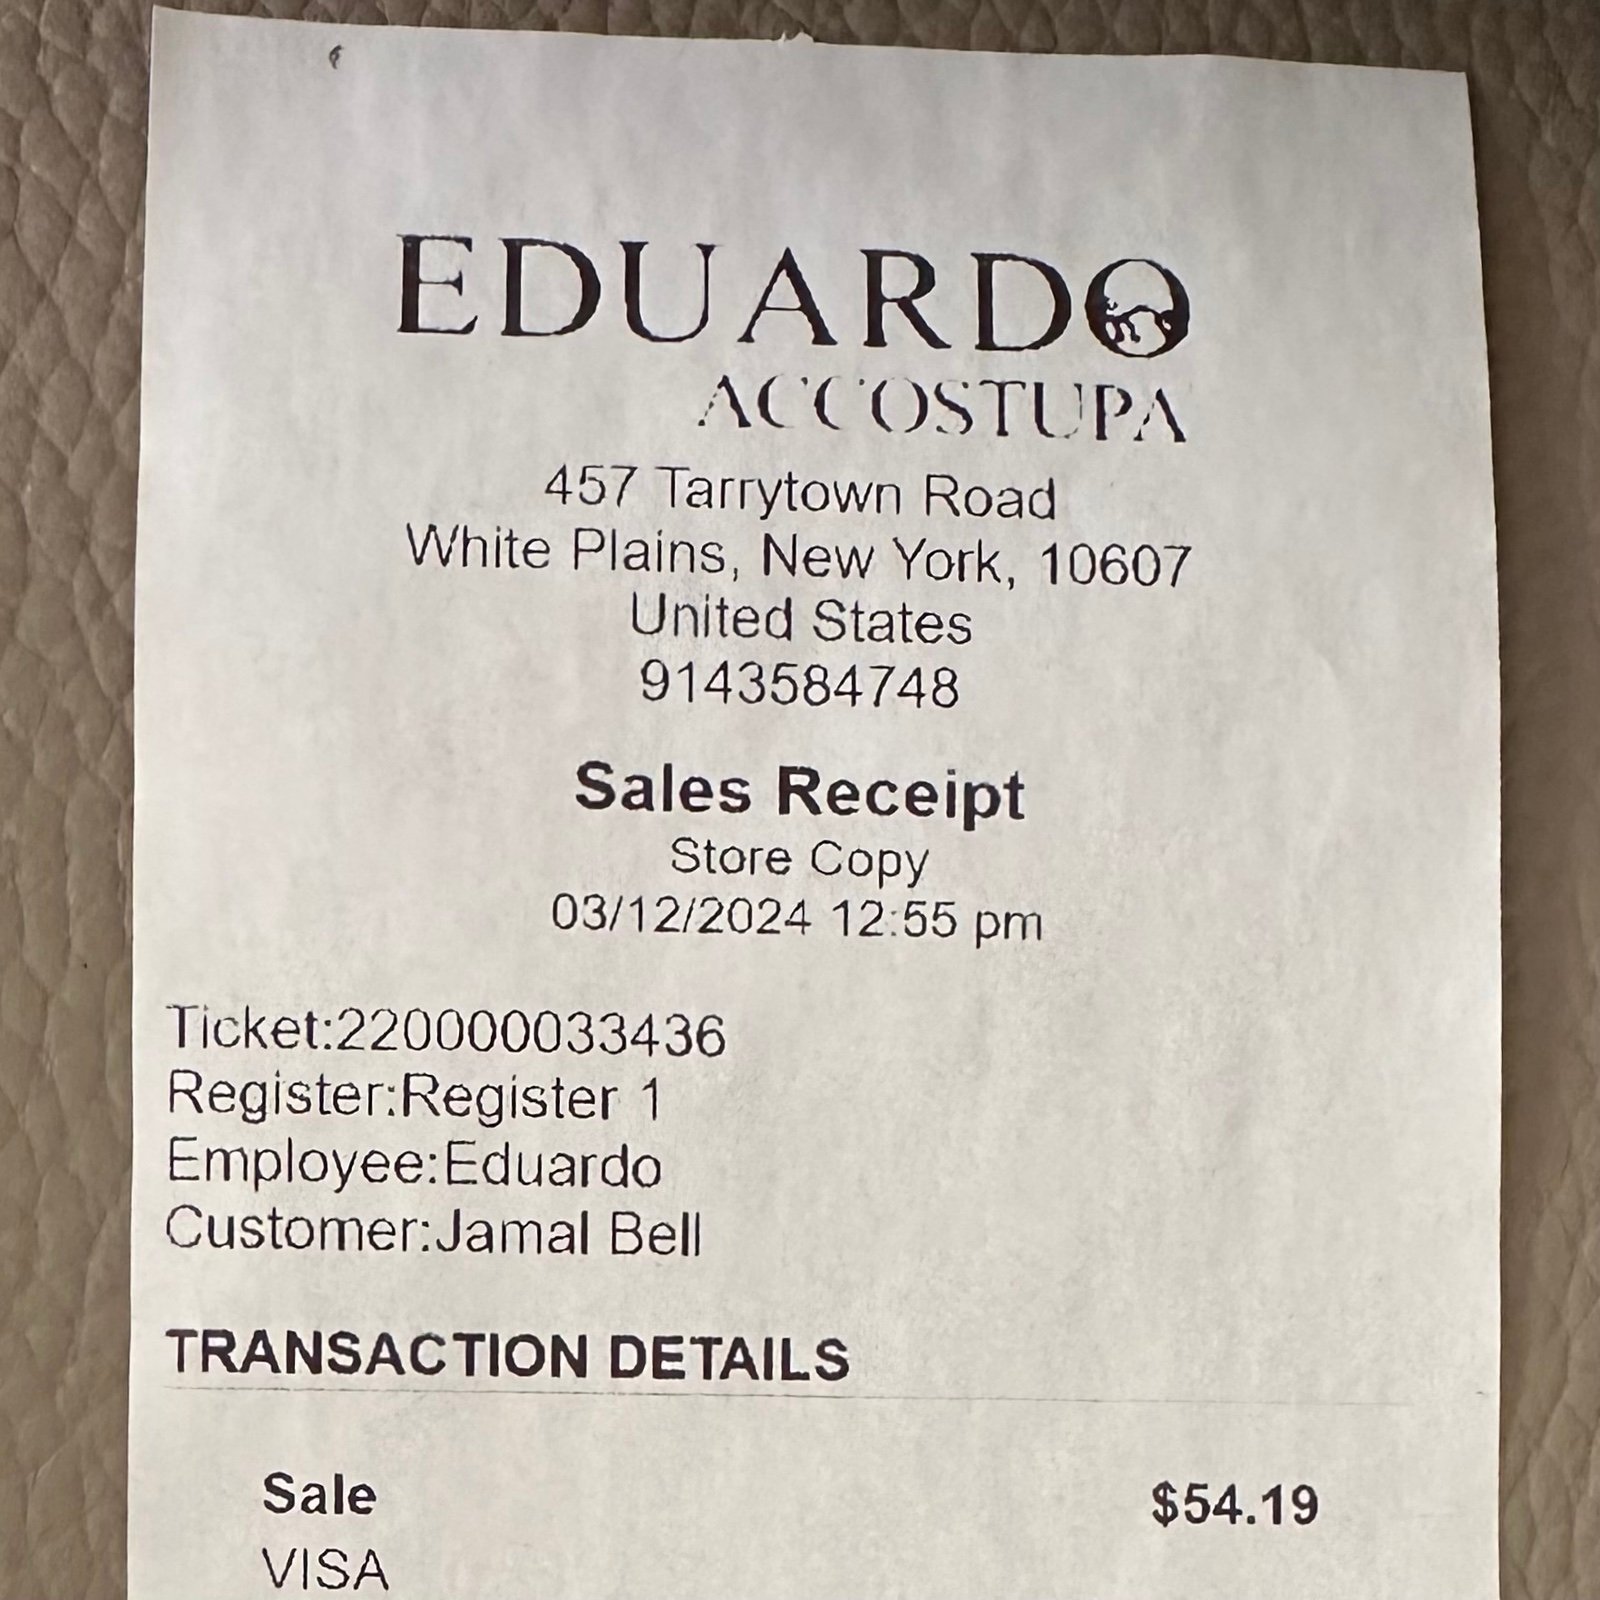 EDUARDO
ACCOSTUPA
457 Tarrytown Road
White Plains, New York, 10607
United States
9143584748
Sales Receipt
Store Copy
03/12/2024 12:55 pm
Ticket:220000033436
Register:Register 1
Employee:Eduardo
Customer:Jamal Bell
TRANSACTION DETAILS
Sale $54.19
VISA